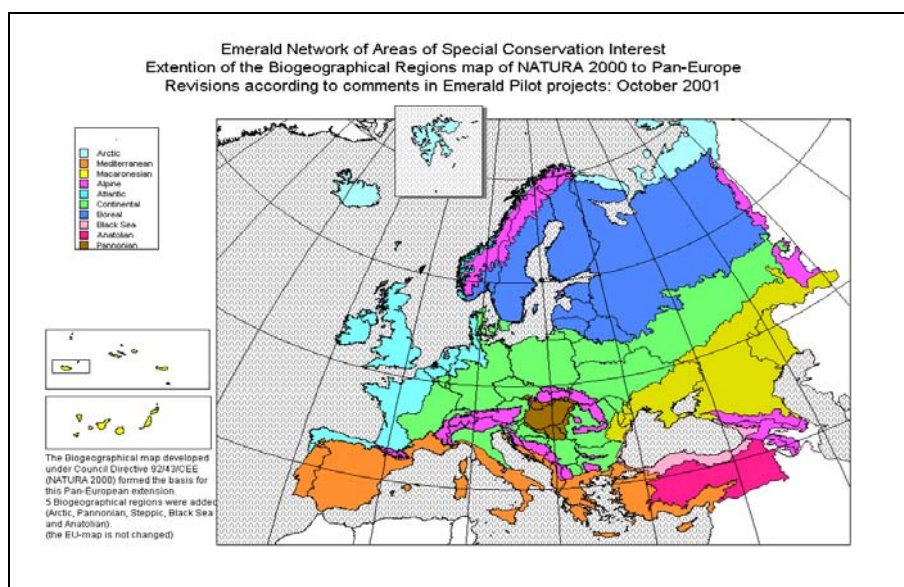 Emerald Network of Areas of Special Conservation Interest
Extention of the Biogeographical Regions map of NATURA 2000 to Pan-Europe
Revisions according to comments in Emerald Pilot projects: October 2001
Arctic
Mediterranean
Macaronesian
Alpine
Atlantic
Continental
Boreal
Black Sea
Anatolian
Pannonian
The Biogeographical map developed
under Council Directive 92/43/CEE
(NATURA 2000) formed the basis for
this Pan-European extension.
5 Biogeographical regions were added
(Arctic, Pannonian, Steppic, Black Sea
and Anatolian).
(the EU-map is not changed)